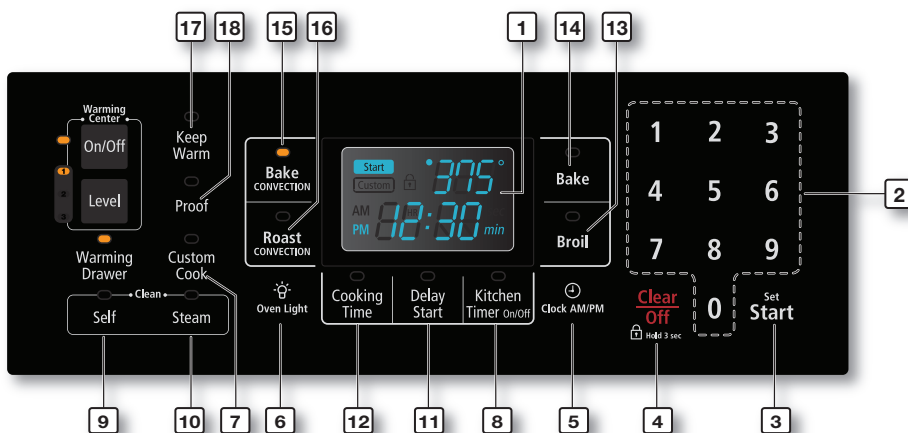 17
18
15
16
1
14
13
Warming
Center
On/Off
1
2
3
Level
Warming
Drawer
Clean
Self
Steam
Keep
Warm
Proof
Custom
Cook
Bake
CONVECTION
Roast
CONVECTION
Oven Light
Start
Custom
375°
AM
PM
HR
12:30 min
Cooking
Time
Delay
Start
Kitchen
Timer On/Off
Bake
Broil
Clock AM/PM
1 2 3
4 5 6
7 8 9
0
Clear
Off
Hold 3 sec
Set
Start
2
9
10
7
6
12
11
8
5
4
3